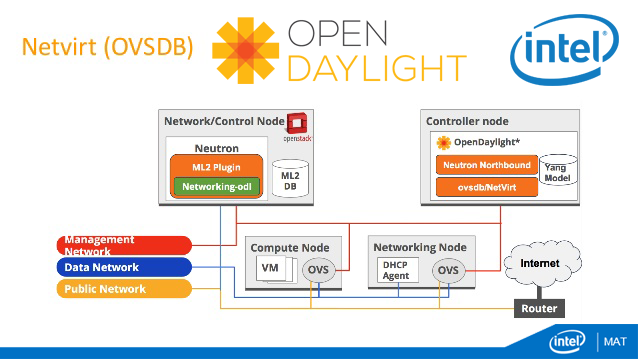 Netvirt (OVSDB)
OPEN
DAYLIGHT
intel
Network/Control Node
openstack
Neutron
ML2 Plugin
Networking-odl
ML2
DB
Controller node
OpenDaylight*
Neutron Northbound
ovsdb/NetVirt
Yang
Model
Management
Network
Data Network
Public Network
Compute Node
VM
OVS
Networking Node
DHCP
Agent
OVS
Internet
Router
intel
MAT